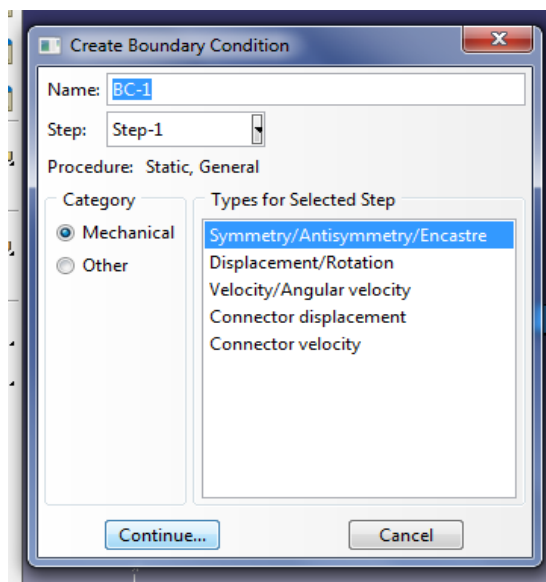 Create Boundary Condition
Name: BC-1
Step: Step-1
Procedure: Static, General
Category
Mechanical
Other
Types for Selected Step
Symmetry/Antisymmetry/Encastre
Displacement/Rotation
Velocity/Angular velocity
Connector displacement
Connector velocity
Continue... Cancel